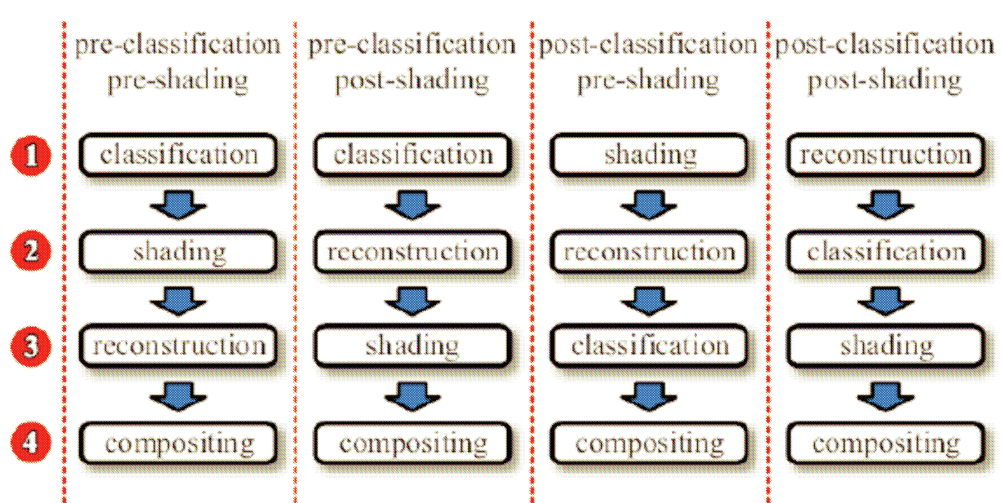 pre-classification pre-classification post-classification post-classification
pre-shading post-shading pre-shading post-shading
1 classification classification shading reconstruction
2 shading reconstruction reconstruction classification
3 reconstruction shading classification shading
4 compositing compositing compositing compositing